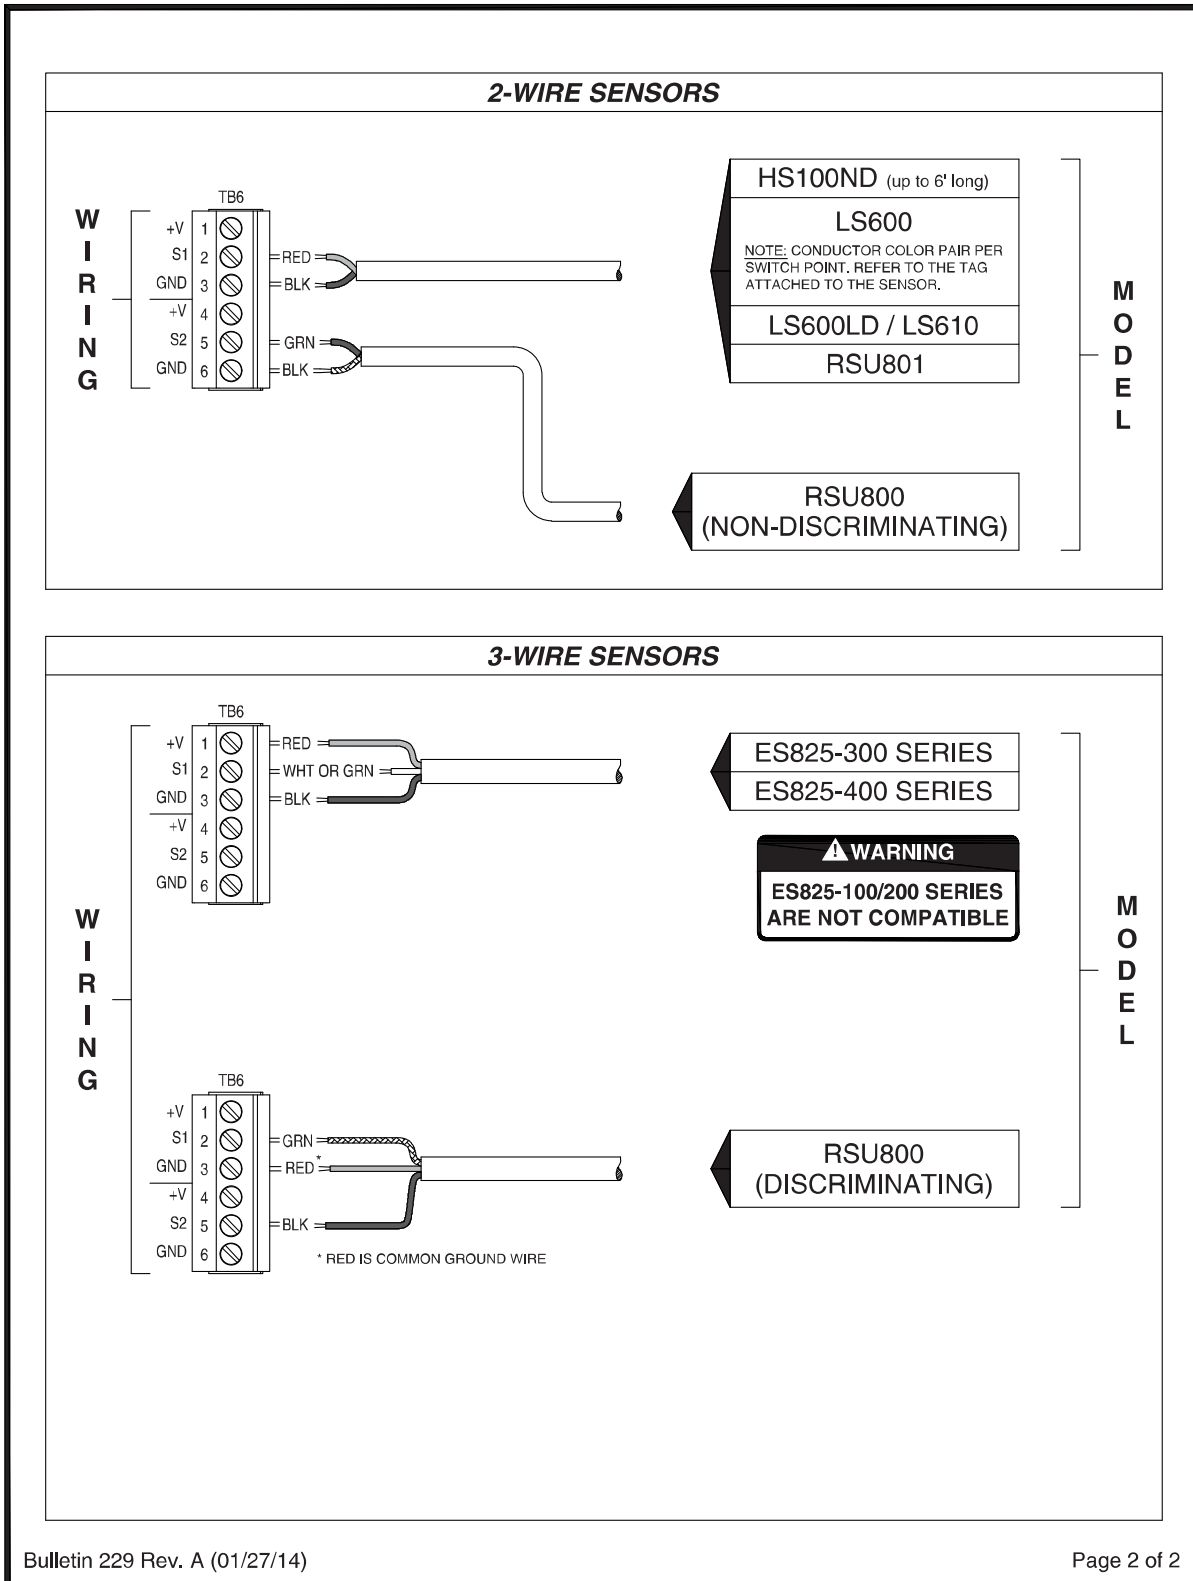 2-WIRE SENSORS
WIRING
TB6
+V 1
S1 2 RED
GND 3 BLK
+V 4
S2 5 GRN
GND 6 BLK
HS100ND (up to 6' long)
LS600
NOTE: CONDUCTOR COLOR PAIR PER
SWITCH POINT. REFER TO THE TAG
ATTACHED TO THE SENSOR.
LS600LD / LS610
RSU801
RSU800
(NON-DISCRIMINATING)
MODEL
3-WIRE SENSORS
WIRING
TB6
+V 1 RED
S1 2 WHT OR GRN
GND 3 BLK
+V 4
S2 5
GND 6
ES825-300 SERIES
ES825-400 SERIES
⚠ WARNING
ES825-100/200 SERIES
ARE NOT COMPATIBLE
MODEL
TB6
+V 1
S1 2 GRN
GND 3 RED *
+V 4
S2 5 BLK
GND 6
* RED IS COMMON GROUND WIRE
RSU800
(DISCRIMINATING)
Bulletin 229 Rev. A (01/27/14)
Page 2 of 2